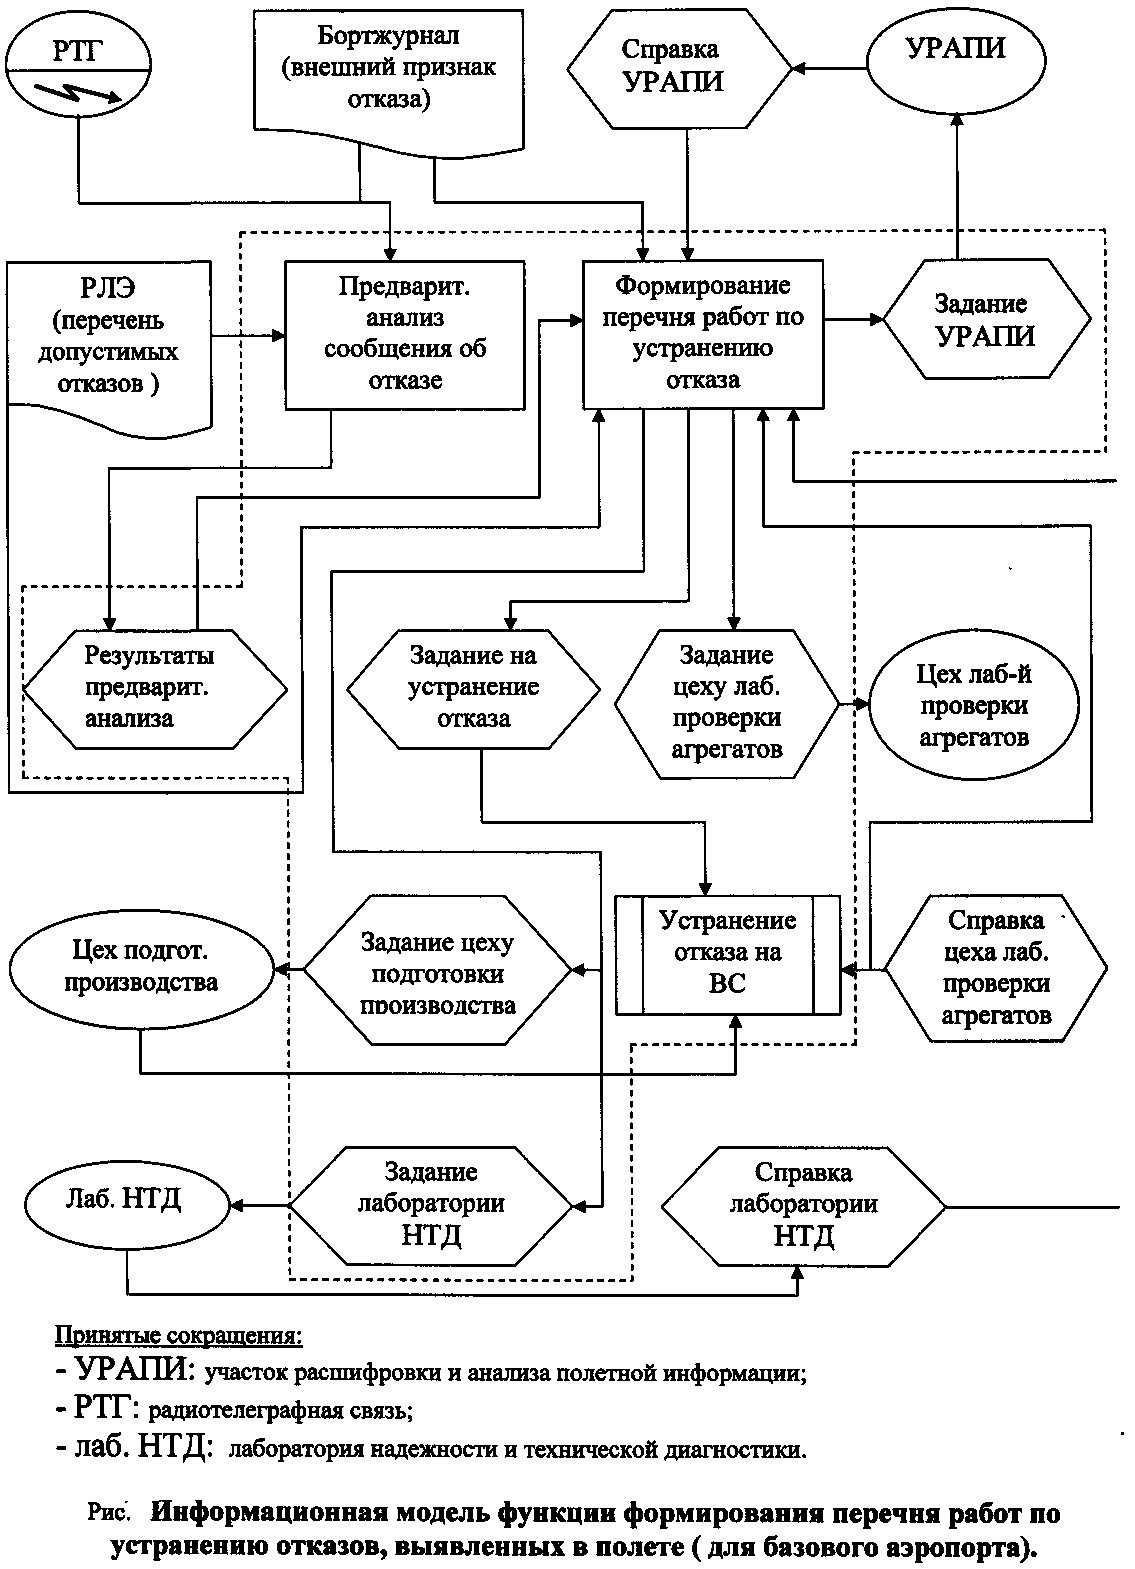 РТГ
Бортжурнал
(внешний признак
отказа)
Справка
УРАПИ
УРАПИ
РЛЭ
(перечень
допустимых
отказов )
Предварит.
анализ
сообщения об
отказе
Формирование
перечня работ по
устранению
отказа
Задание
УРАПИ
Результаты
предварит.
анализа
Задание на
устранение
отказа
Задание
цеху лаб.
проверки
агрегатов
Цех лаб-й
проверки
агрегатов
Цех подгот.
производства
Задание цеху
подготовки
производства
Устранение
отказа на
ВС
Справка
цеха лаб.
проверки
агрегатов
Лаб. НТД
Задание
лаборатории
НТД
Справка
лаборатории
НТД
Принятые сокращения:
- УРАПИ: участок расшифровки и анализа полетной информации;
- РТГ: радиотелеграфная связь;
- лаб. НТД: лаборатория надежности и технической диагностики.
Рис. Информационная модель функции формирования перечня работ по
устранению отказов, выявленных в полете ( для базового аэропорта).